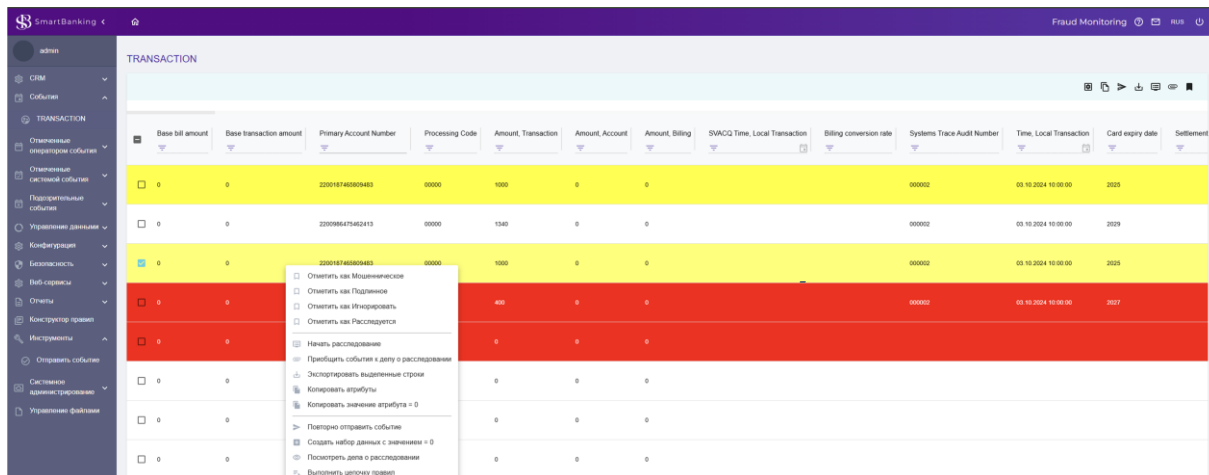 SmartBanking
Fraud Monitoring RUS
admin
CRM
События
TRANSACTION
Отмеченные
оператором события
Отмеченные
системой события
Подозрительные
события
Управление данными
Конфигурация
Безопасность
Веб-сервисы
Отчеты
Конструктор правил
Инструменты
Отправить событие
Системное
администрирование
Управление файлами
TRANSACTION
Base bill amount Base transaction amount Primary Account Number Processing Code Amount, Transaction Amount, Account Amount, Billing SVACQ Time, Local Transaction Billing conversion rate Systems Trace Audit Number Time, Local Transaction Card expiry date Settlement
0 0 2200187465809483 00000 1000 0 0 000002 03.10.2024 10:00:00 2025
0 0 2200986475462413 00000 1340 0 0 000002 03.10.2024 10:00:00 2029
0 0 2200187465809483 00000 1000 0 0 000002 03.10.2024 10:00:00 2025
0 0 400 0 0 000002 03.10.2024 10:00:00 2027
0 0 0 0 0
0 0 0 0 0
0 0 0 0 0
0 0 0 0 0
Отметить как Мошенническое
Отметить как Подлинное
Отметить как Игнорировать
Отметить как Расследуется
Начать расследование
Приобщить события к делу о расследовании
Экспортировать выделенные строки
Копировать атрибуты
Копировать значение атрибута = 0
Повторно отправить событие
Создать набор данных с значением = 0
Посмотреть дела о расследовании
Выполнить цепочку правил